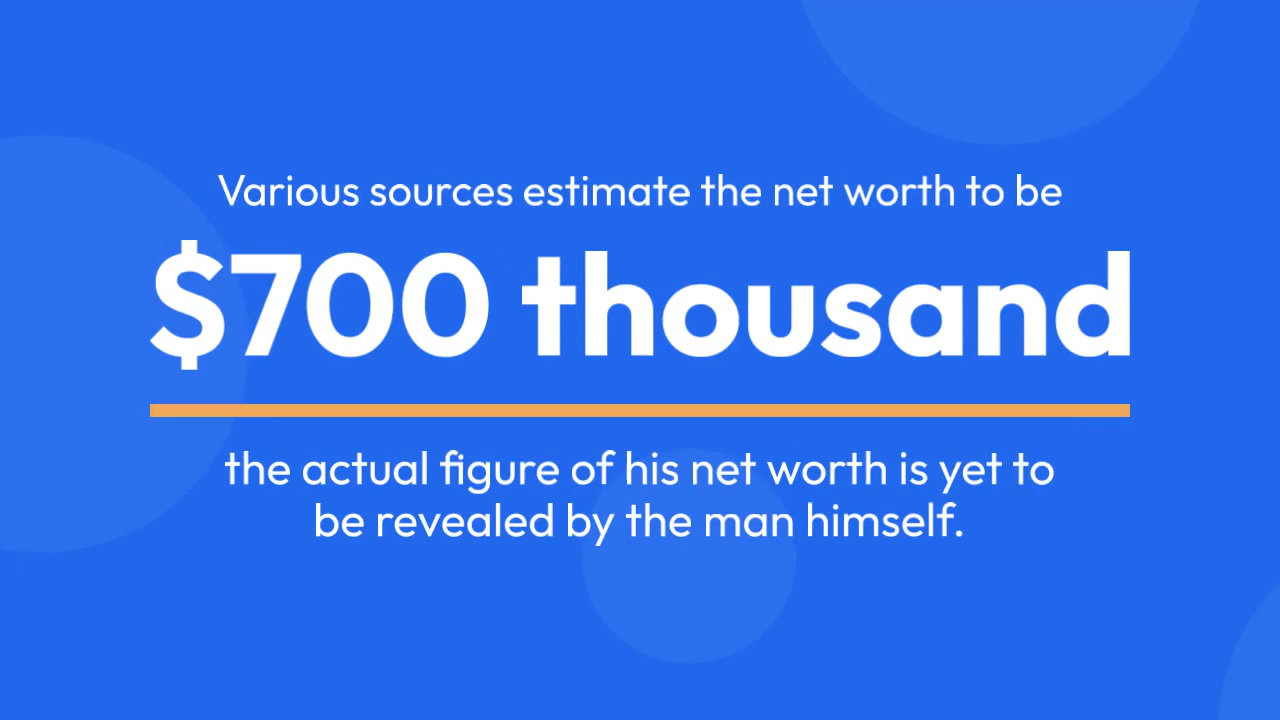 Various sources estimate the net worth to be
$700 thousand
the actual figure of his net worth is yet to
be revealed by the man himself.